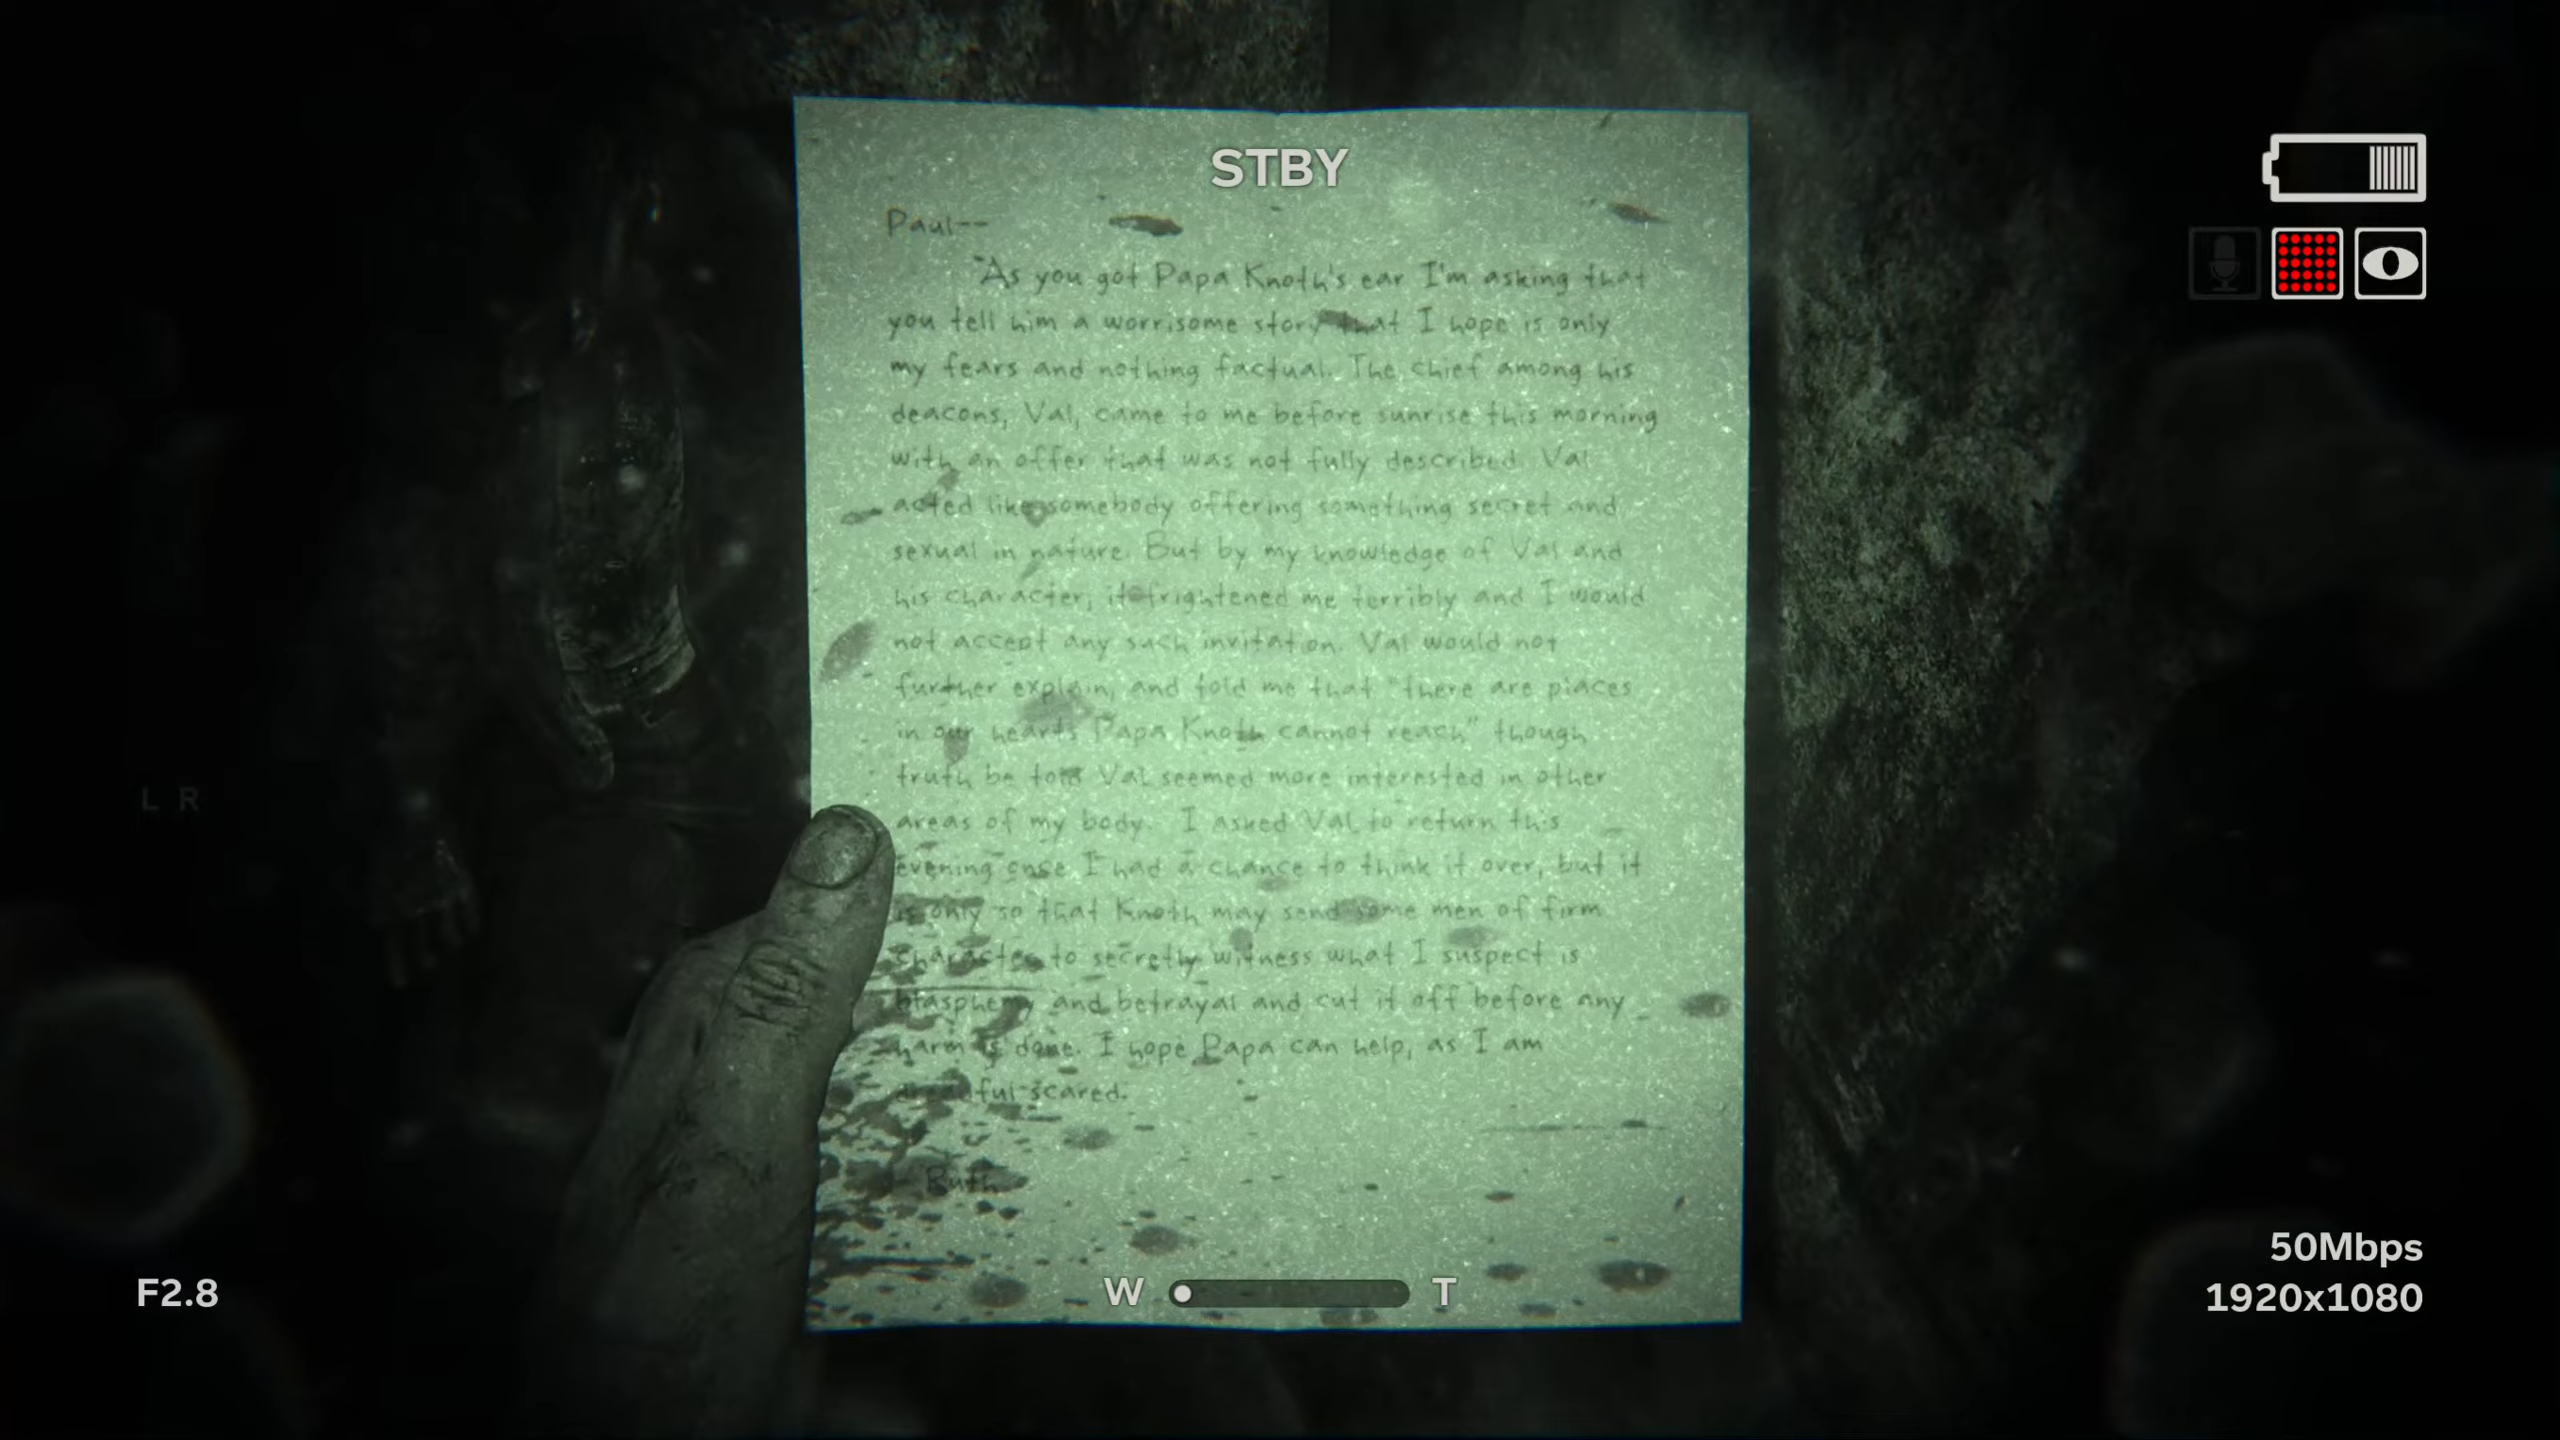 STBY
Paul--
"As you got Papa Knoth's ear I'm asking that
you tell him a worrisome story that I hope is only
my fears and nothing factual. The chief among his
deacons, Val, came to me before sunrise this morning
with an offer that was not fully described. Val
acted like somebody offering something secret and
sexual in nature. But by my knowledge of Val and
his character, it frightened me terribly and I would
not accept any such invitation. Val would not
further explain, and told me that "there are places
in our hearts Papa Knoth cannot reach" though
truth be told Val seemed more interested in other
areas of my body. I asked Val to return this
evening once I had a chance to think it over, but it
is only so that Knoth may send some men of firm
character to secretly witness what I suspect is
blasphemy and betrayal and cut it off before any
harm is done. I hope Papa can help, as I am
dreadful scared.
Ruth
L R
F2.8
W T
50Mbps
1920x1080